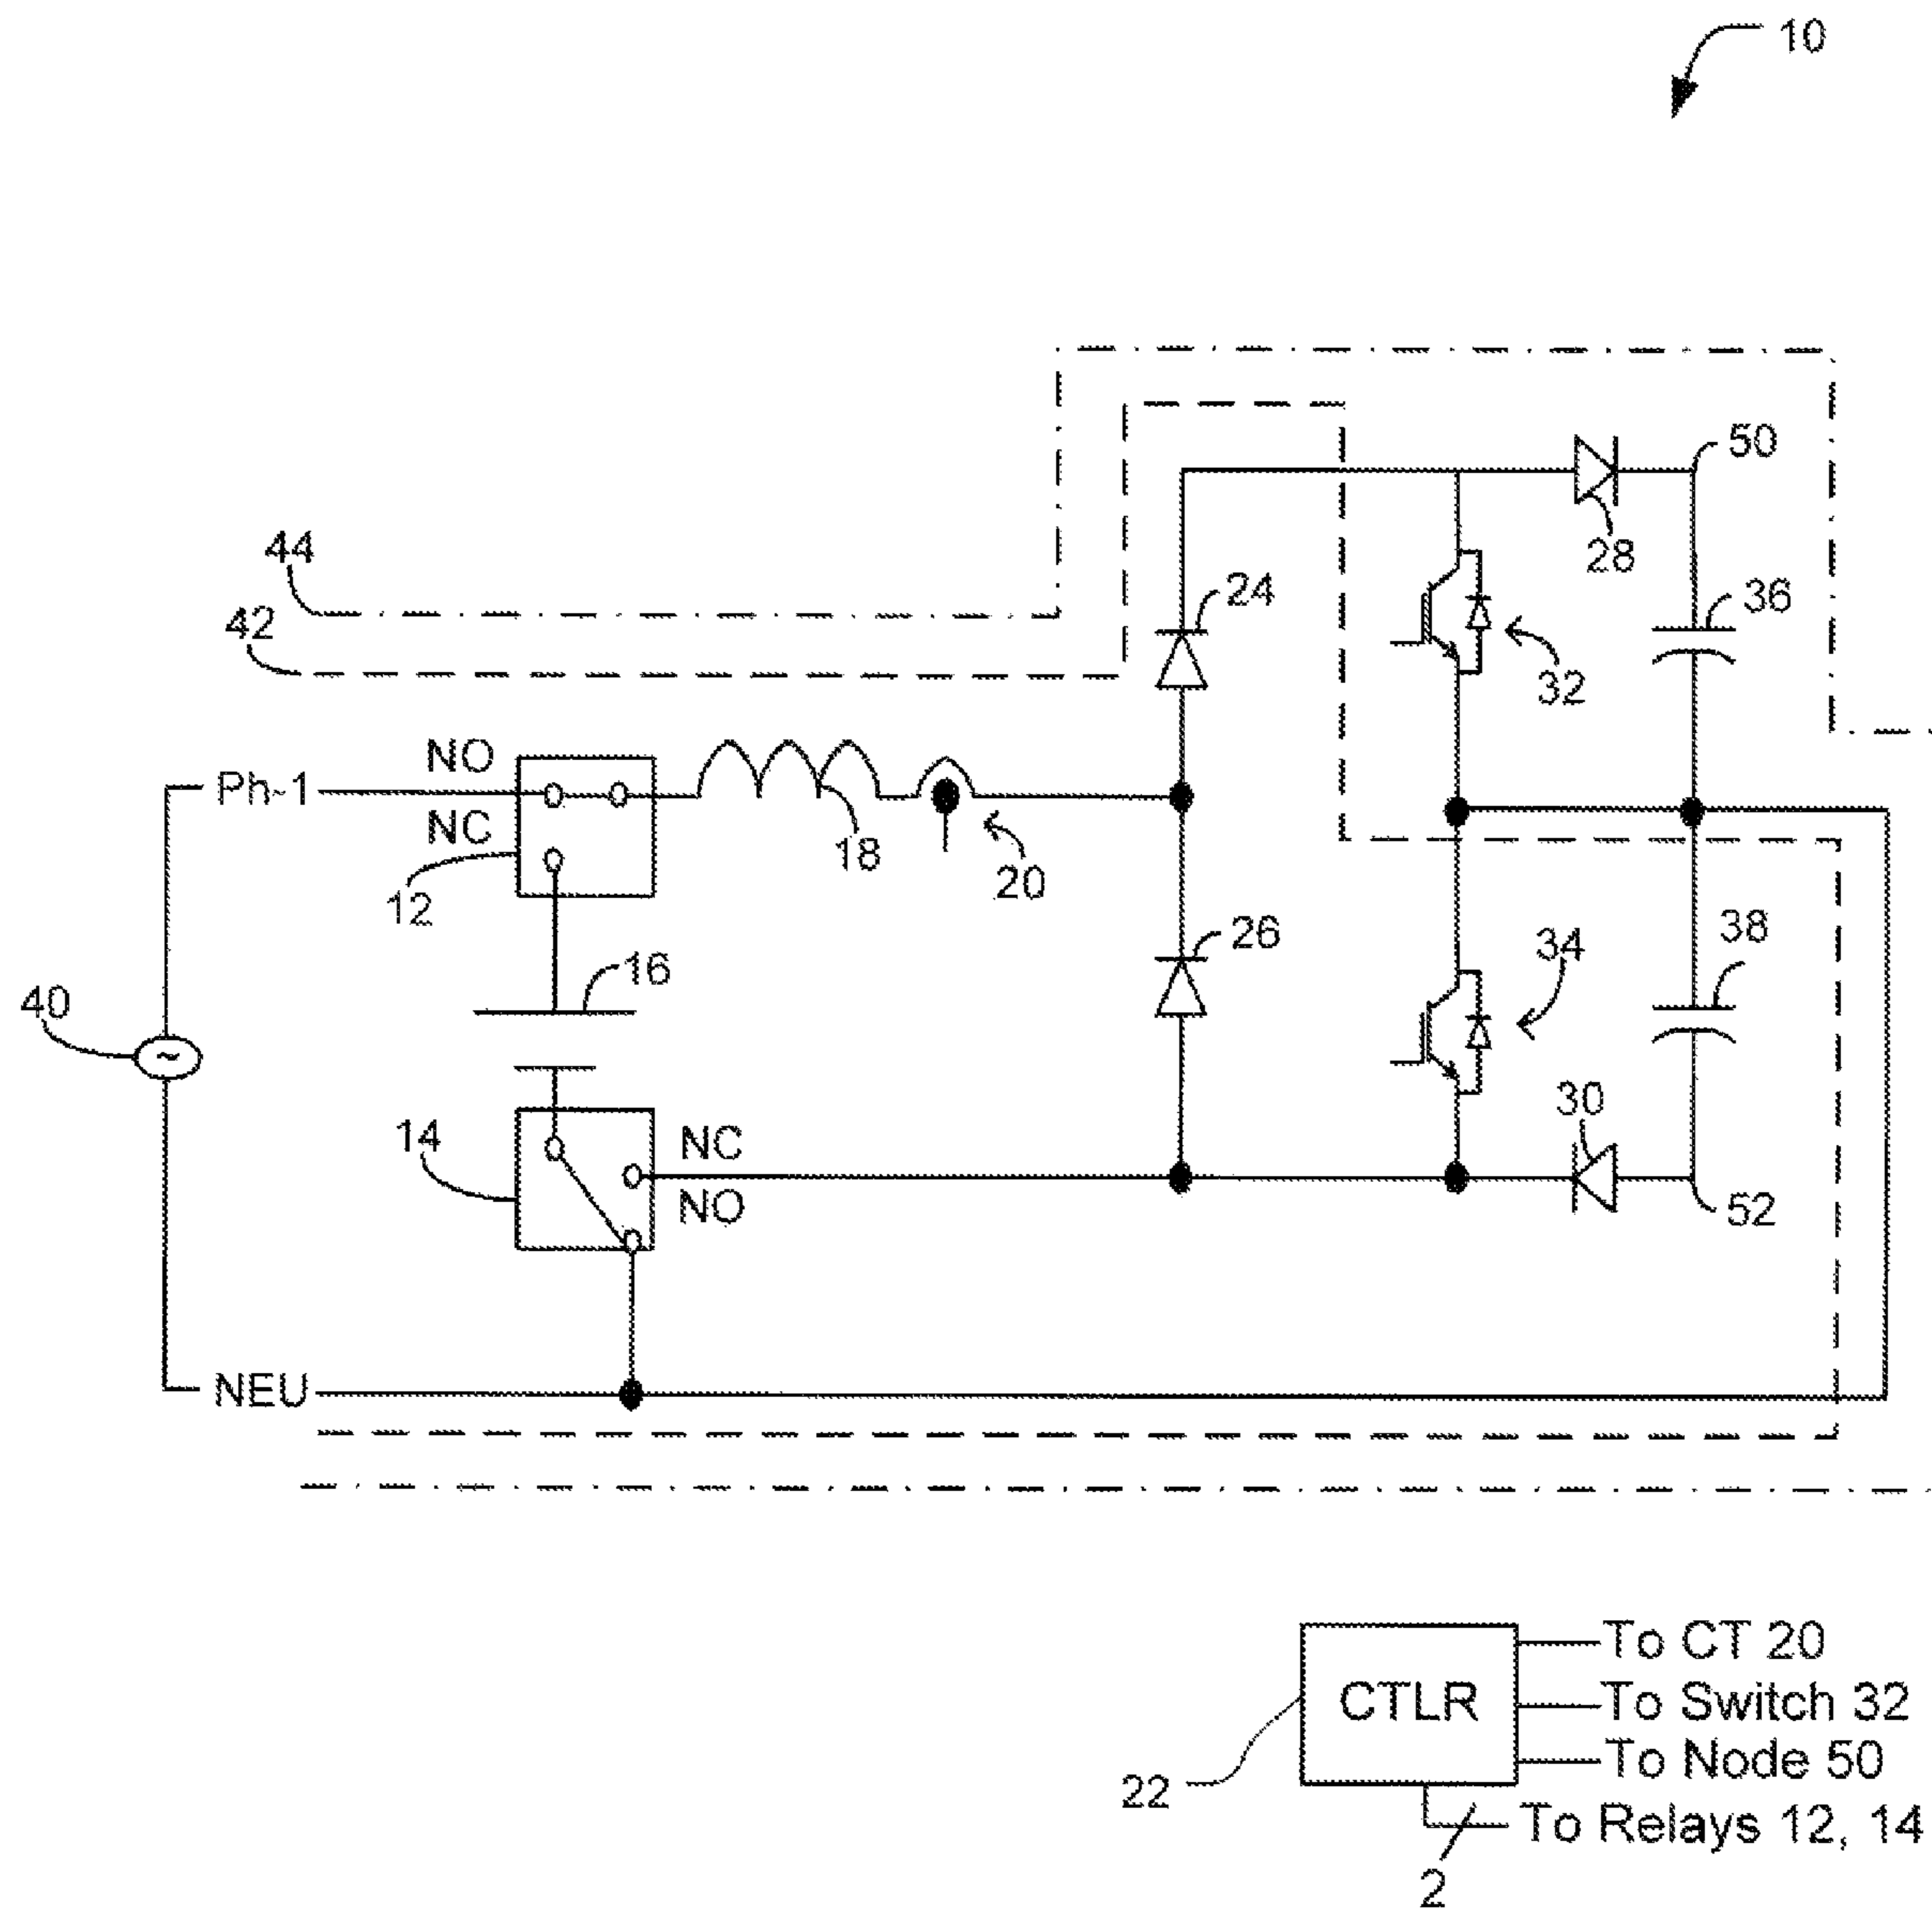 10
50
28
44
24
36
42
32
NO
Ph-1
NC
18
20
12
26
38
34
16
40
30
14
NC
NO
52
NEU
To CT 20
CTLR
To Switch 32
To Node 50
22
To Relays 12, 14
2